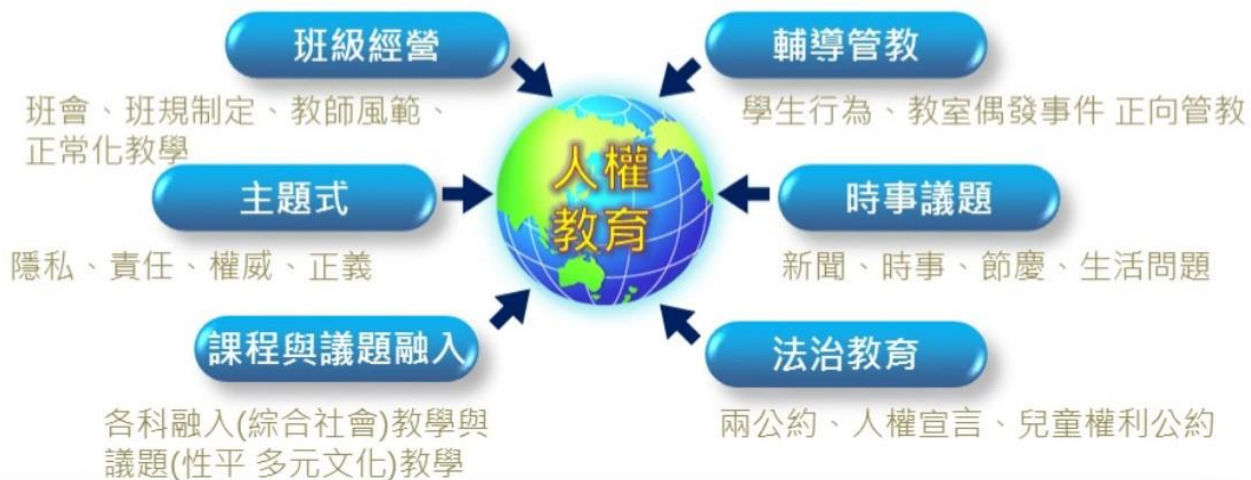 班級經營
班會、班規制定、教師風範、
正常化教學
主題式
隱私、責任、權威、正義
課程與議題融入
各科融入(綜合社會)教學與
議題(性平 多元文化)教學
人權
教育
輔導管教
學生行為、教室偶發事件 正向管教
時事議題
新聞、時事、節慶、生活問題
法治教育
兩公約、人權宣言、兒童權利公約